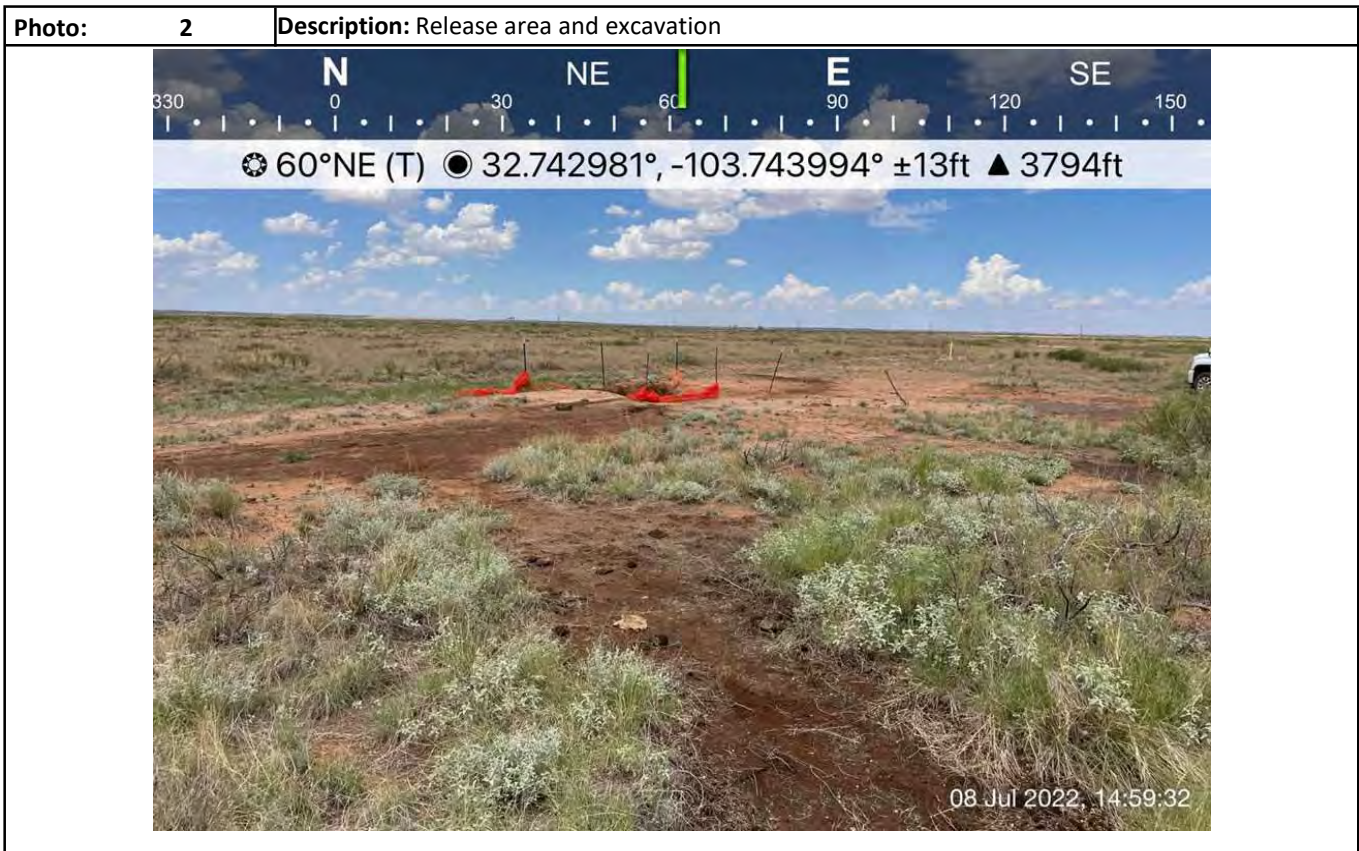 Photo: 2 Description: Release area and excavation
N NE E SE
330 0 30 60 90 120 150
60°NE (T) 32.742981°, -103.743994° ±13ft ▲ 3794ft
08 Jul 2022, 14:59:32